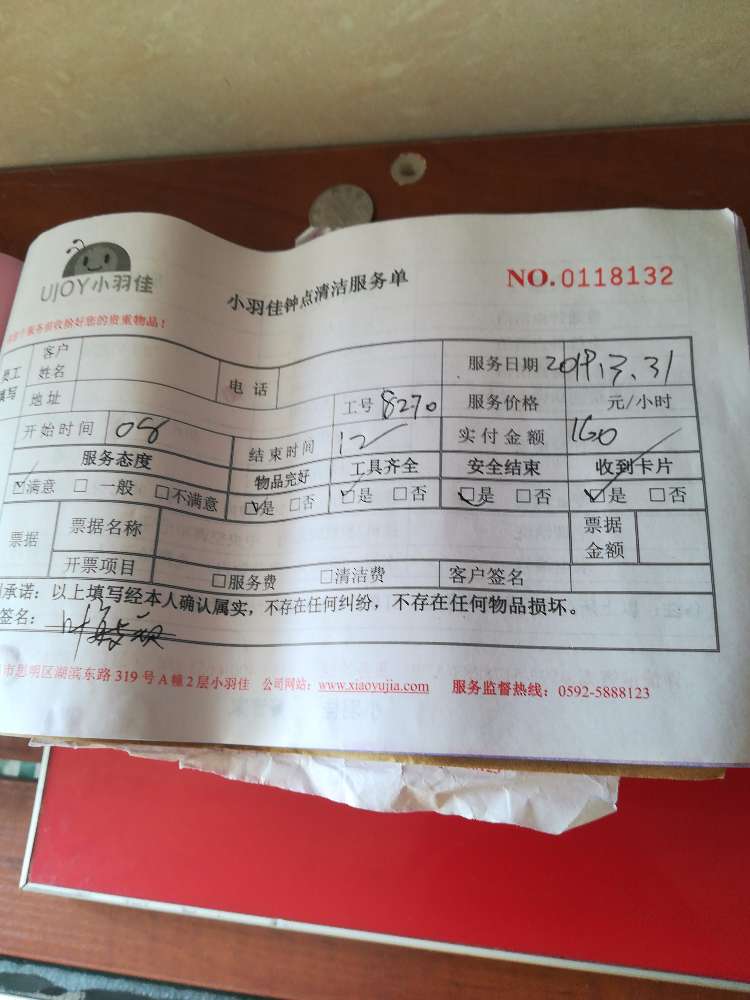 UJOY小羽佳
小羽佳钟点清洁服务单
NO.0118132
服务前请收拾好您的贵重物品!
员工填写 客户姓名 电话 服务日期 2019.3.31
地址 工号 8270 服务价格 元/小时
开始时间 08 结束时间 12 实付金额 160
服务态度 物品完好 工具齐全 安全结束 收到卡片
☑满意 □一般 □不满意 ☑是 □否 ☑是 □否 ☑是 □否 ☑是 □否
票据 票据名称 票据金额
开票项目 □服务费 □清洁费 客户签名
承诺：以上填写经本人确认属实，不存在任何纠纷，不存在任何物品损坏。
签名：
市思明区湖滨东路319号A幢2层小羽佳 公司网站：www.xiaoyujia.com 服务监督热线：0592-5888123